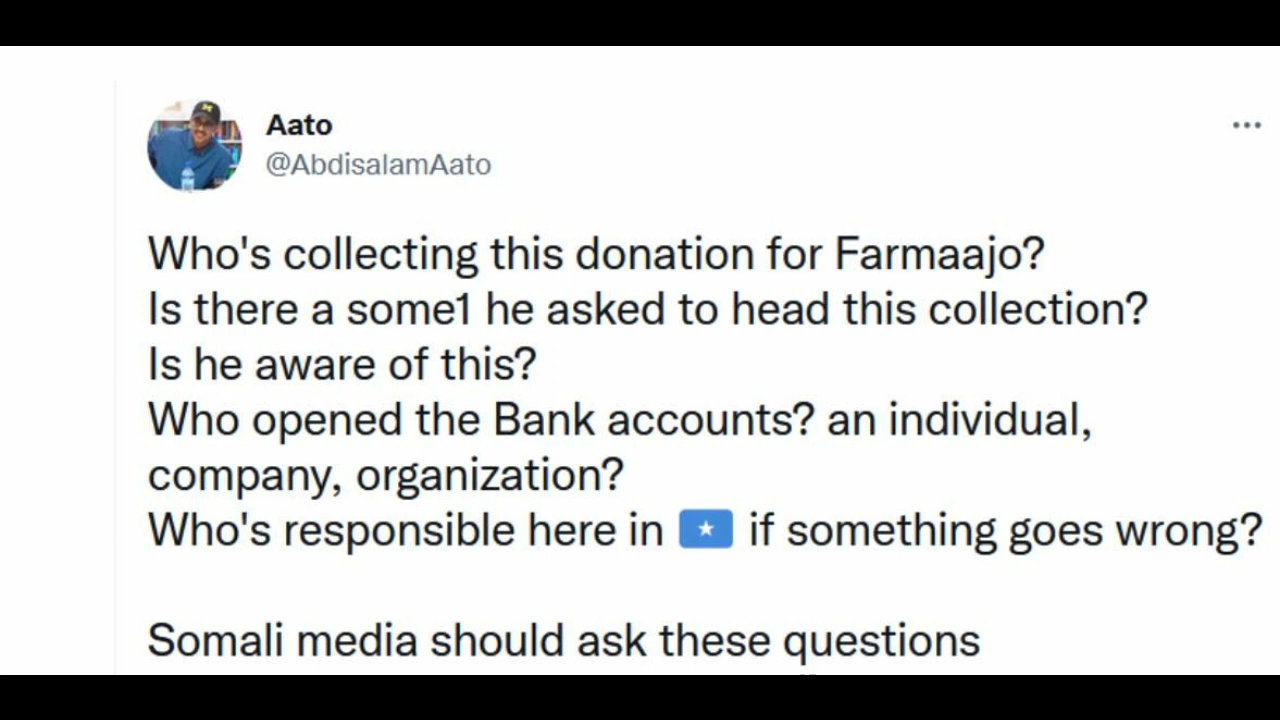 Aato
@AbdisalamAato
Who's collecting this donation for Farmaajo?
Is there a some1 he asked to head this collection?
Is he aware of this?
Who opened the Bank accounts? an individual,
company, organization?
Who's responsible here in 🇸🇴 if something goes wrong?
Somali media should ask these questions